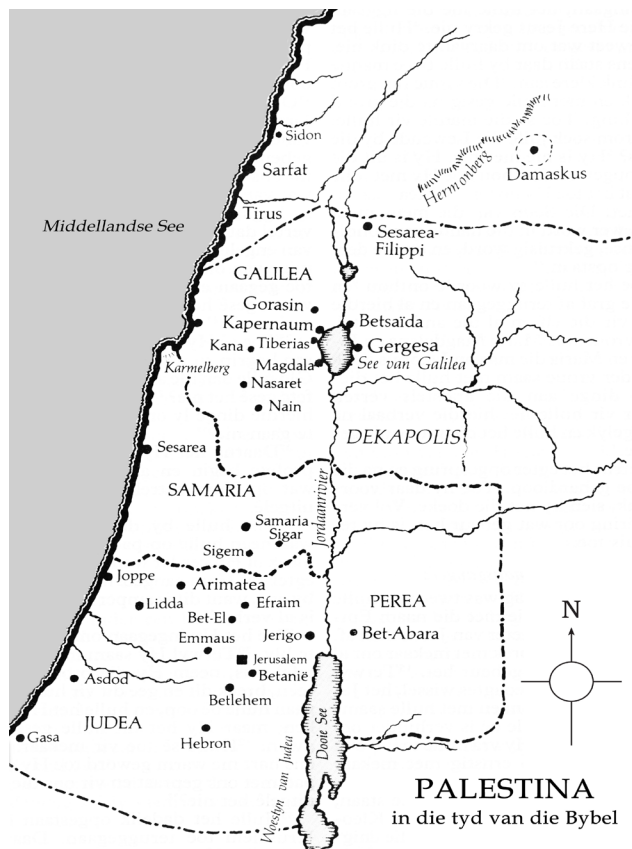 Sidon
Sarfat
Hermonberg
Damaskus
Tirus
Middellandse See
Sesarea-
Filippi
GALILEA
Gorasin
Kapernaum
Betsaïda
Kana
Tiberias
Gergesa
Karmelberg
Magdala
See van Galilea
Nasaret
Nain
DEKAPOLIS
Sesarea
Jordaanrivier
SAMARIA
Samaria
Sigar
Sigem
Joppe
Arimatea
Lidda
Efraim
PEREA
Bet-El
Emmaus
Jerigo
Bet-Abara
N
Jerusalem
Betanië
Asdod
Betlehem
JUDEA
Dooie See
Gasa
Hebron
Woestyn van Judea
PALESTINA
in die tyd van die Bybel